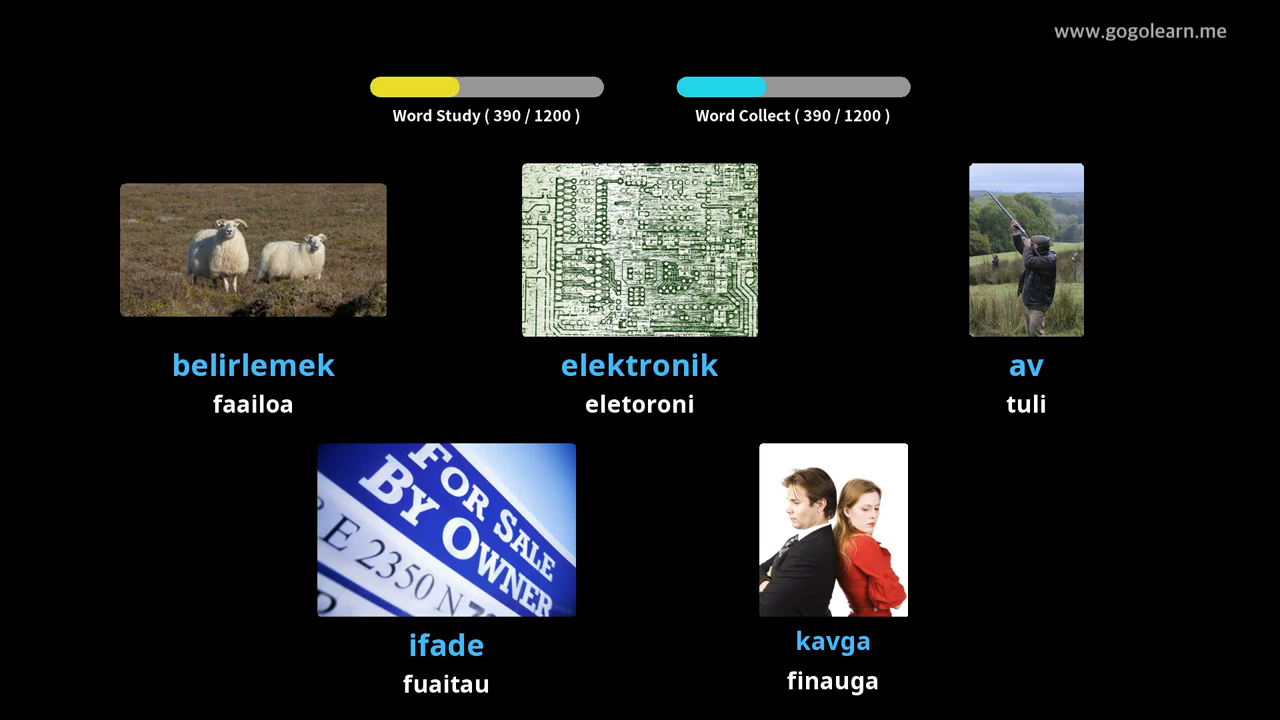 www.gogolearn.me
Word Study ( 390 / 1200 )
Word Collect ( 390 / 1200 )
belirlemek
faailoa
elektronik
eletoroni
av
tuli
FOR SALE
BY OWNER
E 2350 N
ifade
fuaitau
kavga
finauga